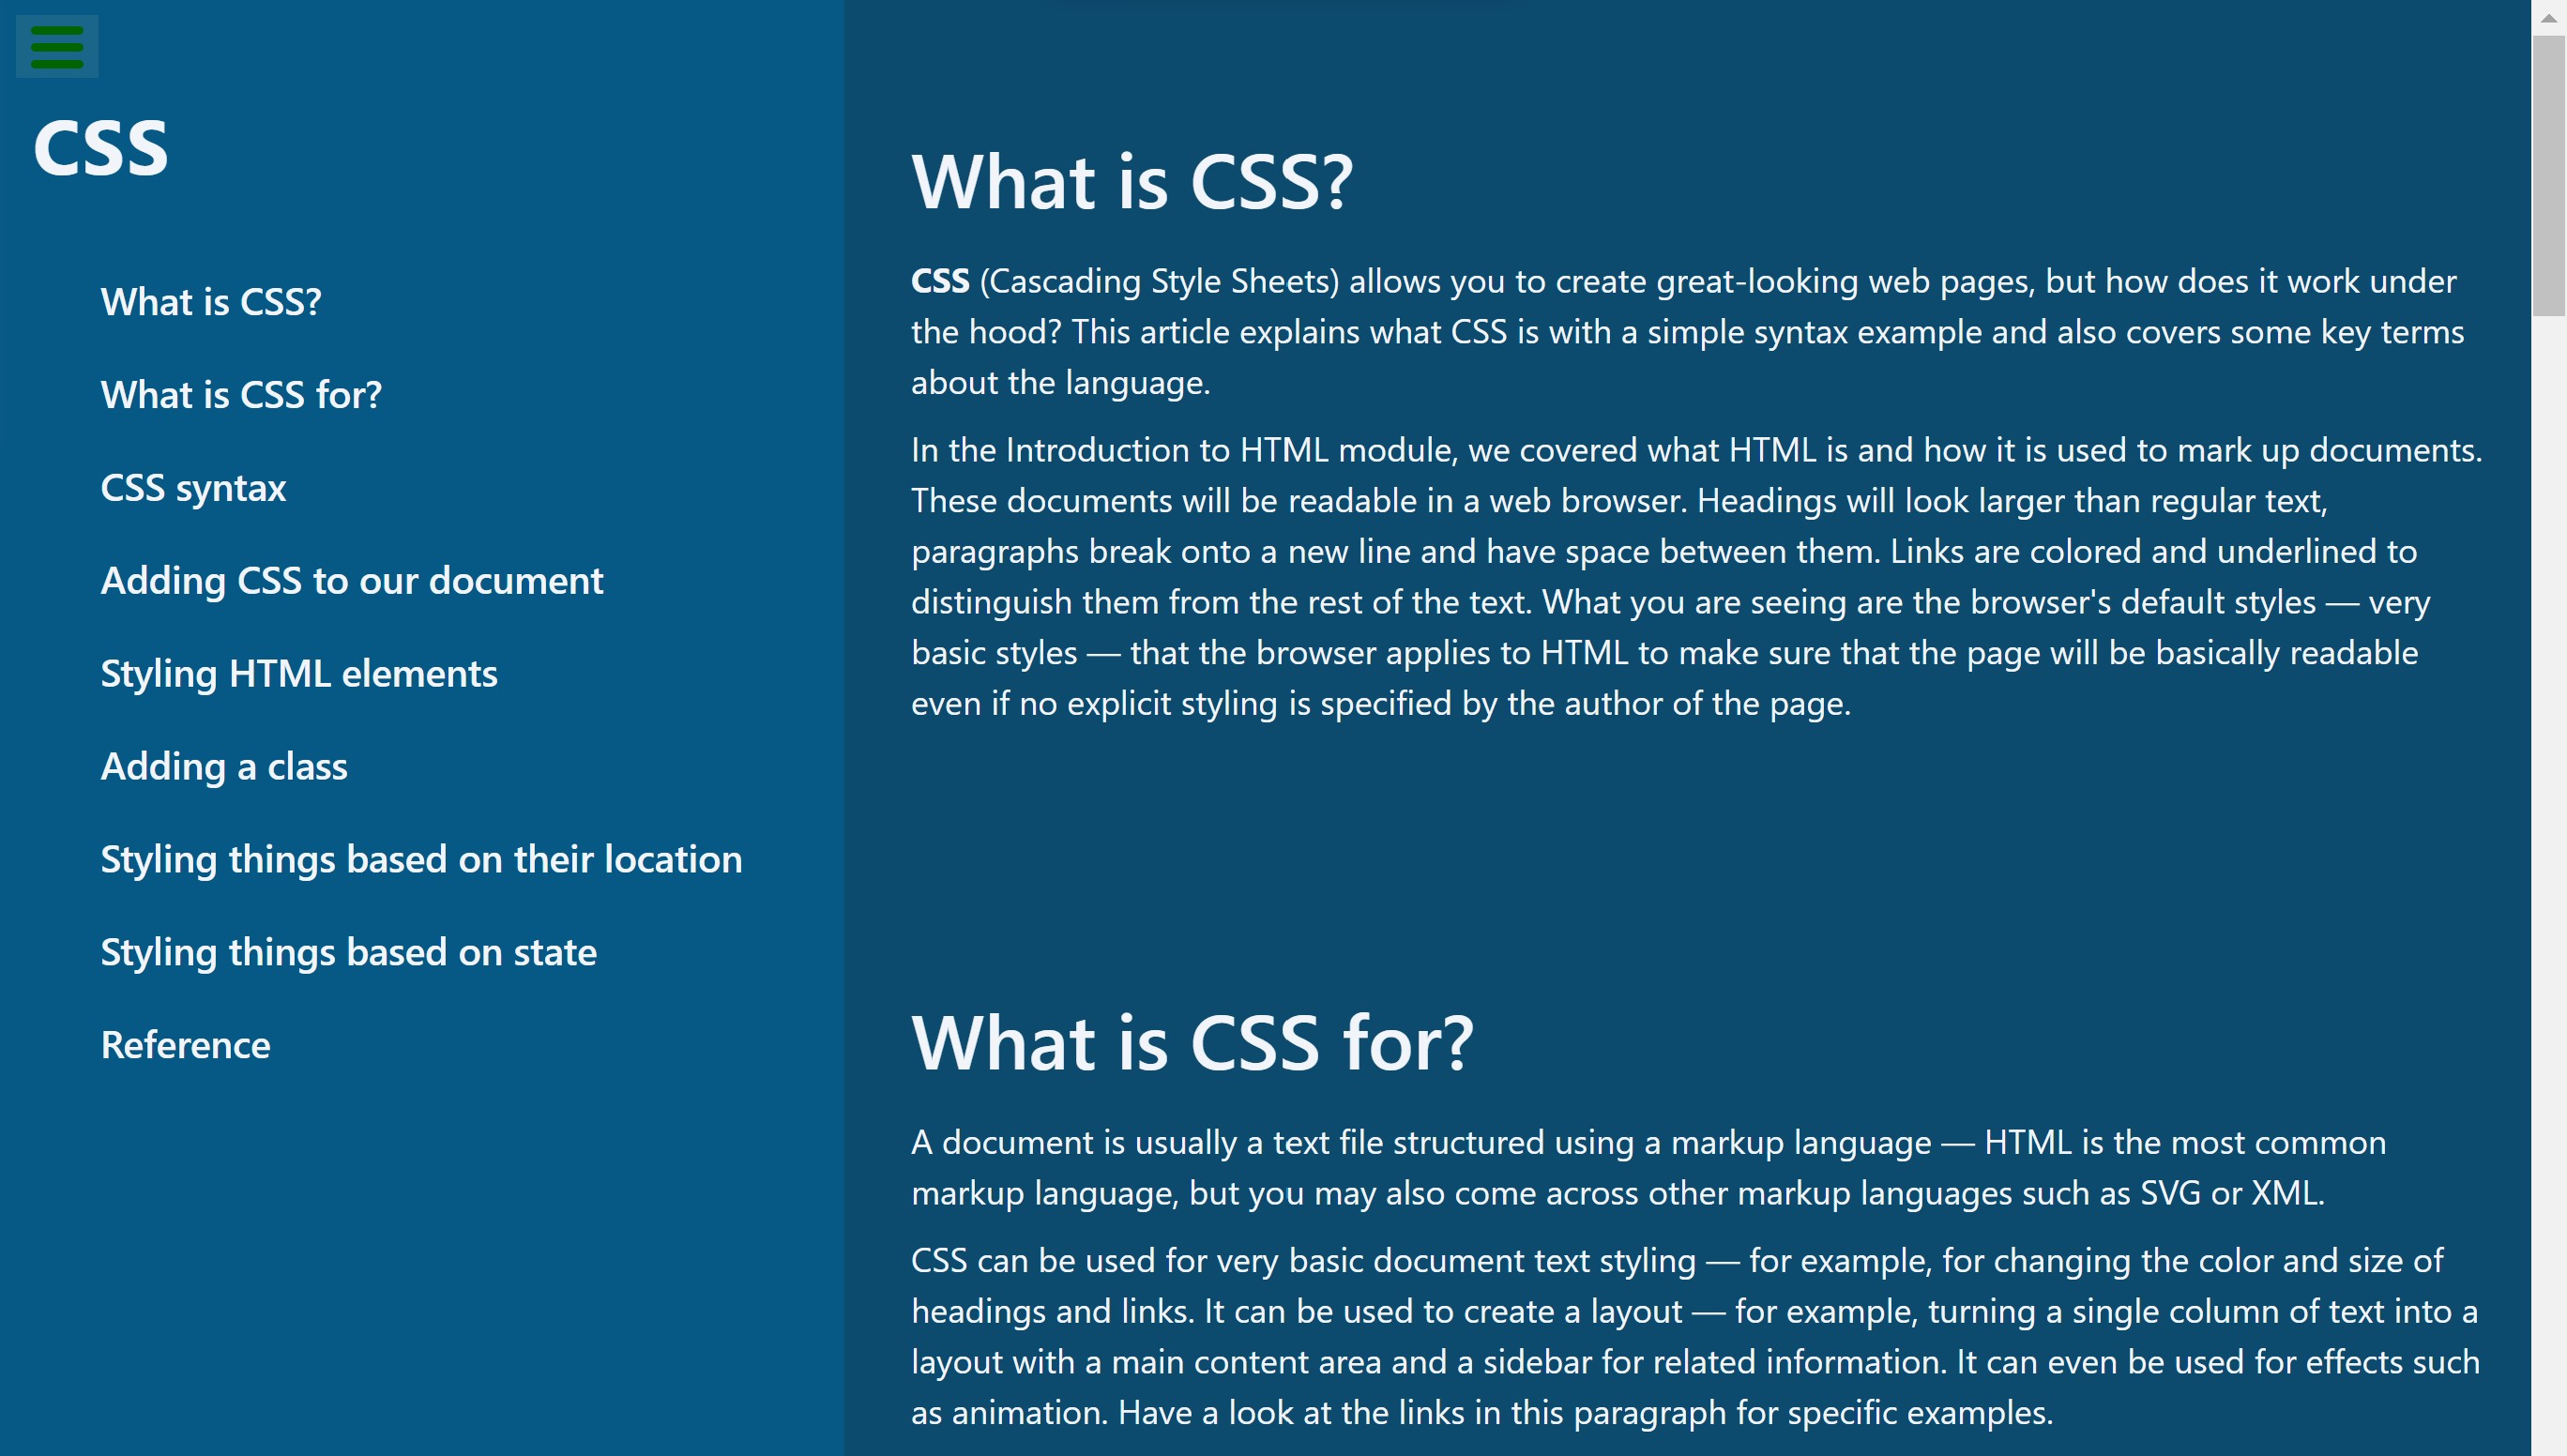 CSS
What is CSS?
What is CSS for?
CSS syntax
Adding CSS to our document
Styling HTML elements
Adding a class
Styling things based on their location
Styling things based on state
Reference
What is CSS?
CSS (Cascading Style Sheets) allows you to create great-looking web pages, but how does it work under
the hood? This article explains what CSS is with a simple syntax example and also covers some key terms
about the language.
In the Introduction to HTML module, we covered what HTML is and how it is used to mark up documents.
These documents will be readable in a web browser. Headings will look larger than regular text,
paragraphs break onto a new line and have space between them. Links are colored and underlined to
distinguish them from the rest of the text. What you are seeing are the browser's default styles — very
basic styles — that the browser applies to HTML to make sure that the page will be basically readable
even if no explicit styling is specified by the author of the page.
What is CSS for?
A document is usually a text file structured using a markup language — HTML is the most common
markup language, but you may also come across other markup languages such as SVG or XML.
CSS can be used for very basic document text styling — for example, for changing the color and size of
headings and links. It can be used to create a layout — for example, turning a single column of text into a
layout with a main content area and a sidebar for related information. It can even be used for effects such
as animation. Have a look at the links in this paragraph for specific examples.